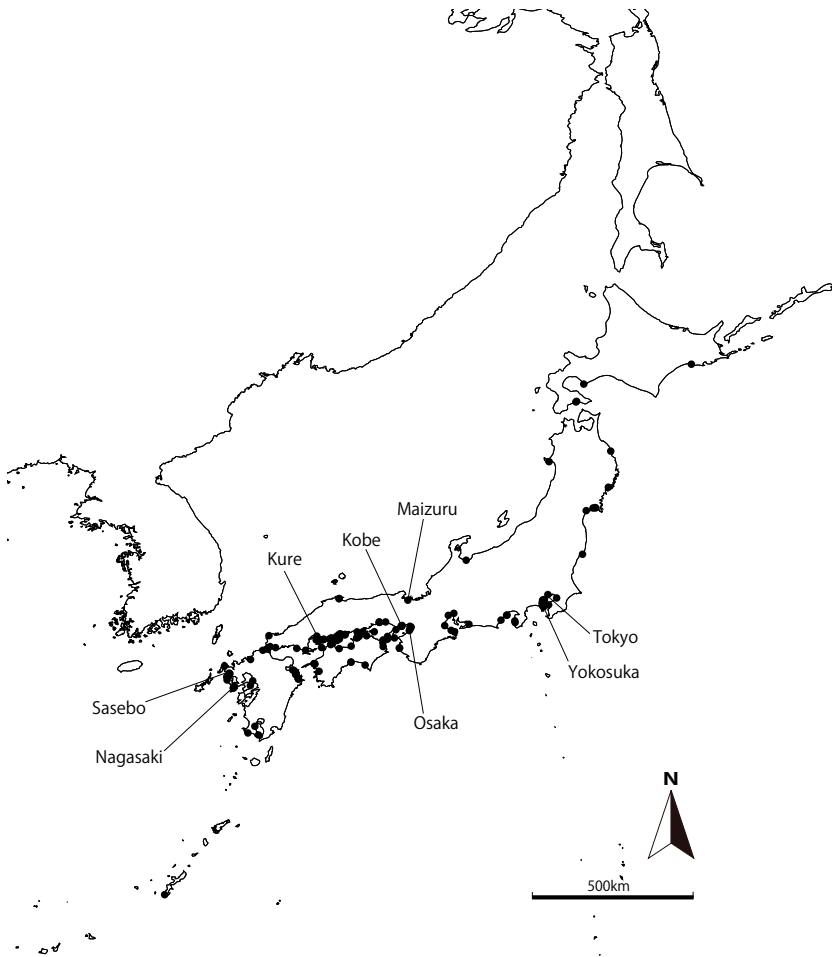 Maizuru
Kobe
Kure
Tokyo
Yokosuka
Sasebo
Osaka
Nagasaki
N
500km